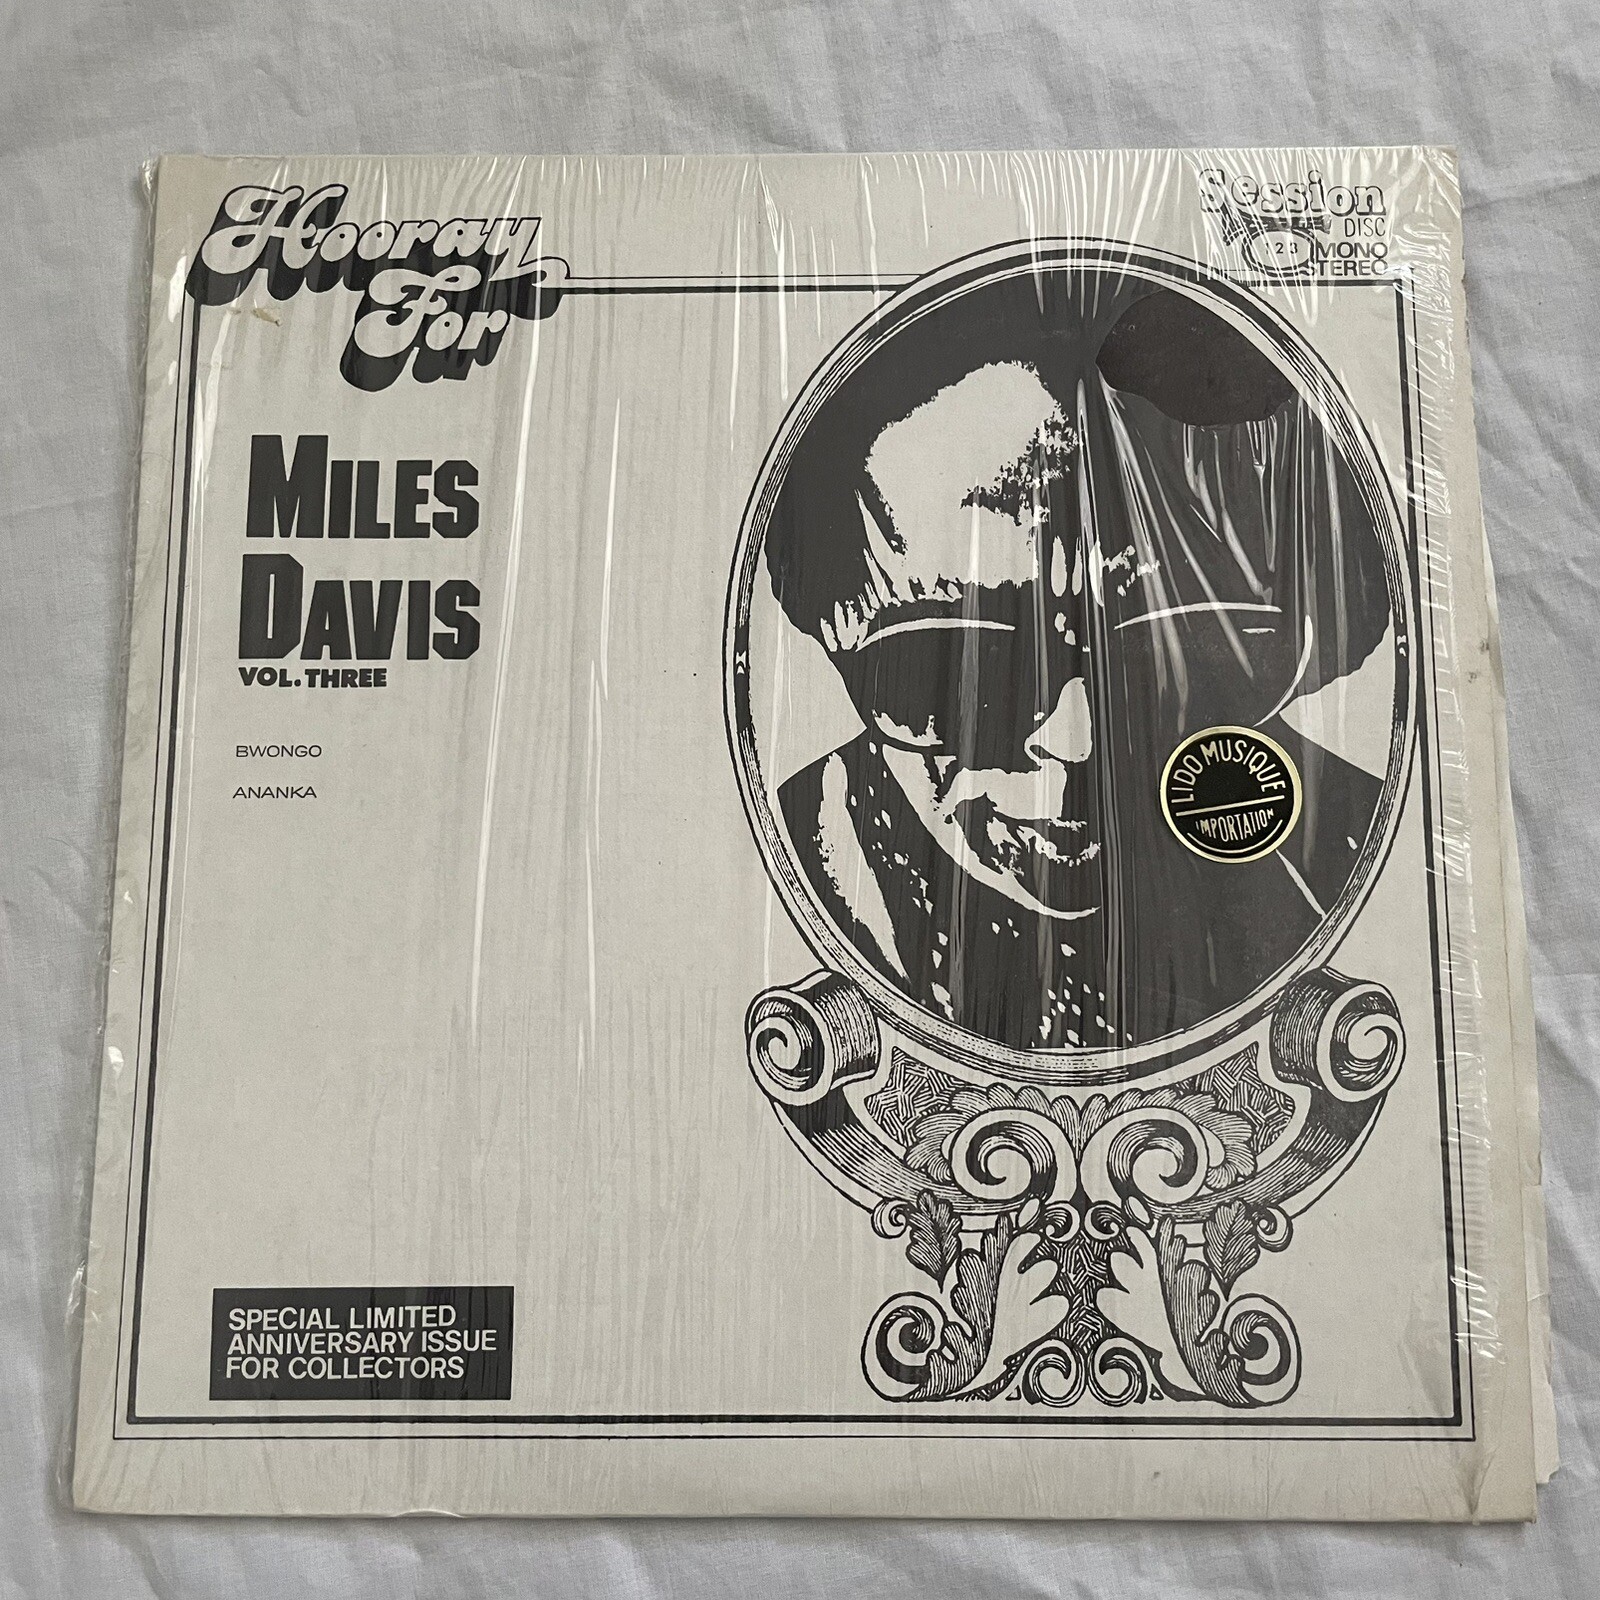 Hooray
For
Session
DISC
123
MONO
STEREO
MILES
DAVIS
VOL. THREE
BWONGO
ANANKA
LIDO MUSIQUE
IMPORTATION
SPECIAL LIMITED
ANNIVERSARY ISSUE
FOR COLLECTORS